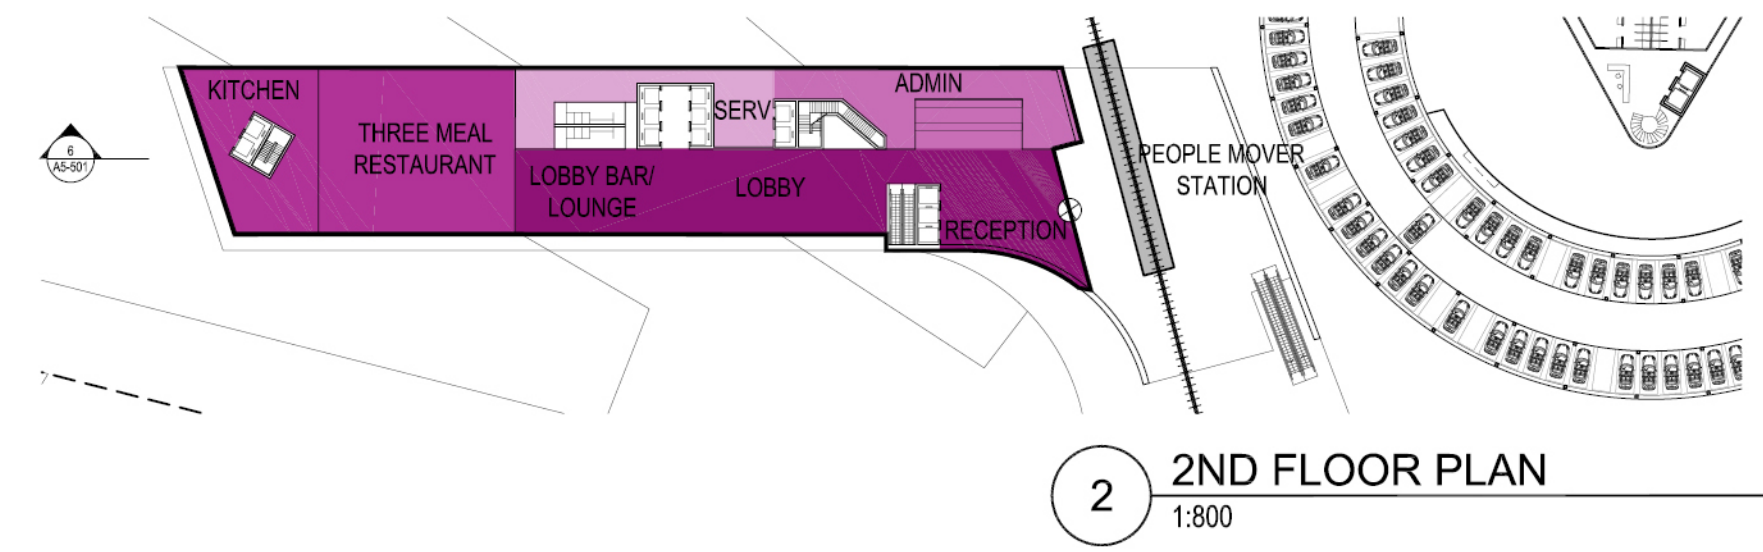 KITCHEN
THREE MEAL
RESTAURANT
SERV.
ADMIN
LOBBY BAR/
LOUNGE
LOBBY
RECEPTION
PEOPLE MOVER
STATION
6
A5-501
2
2ND FLOOR PLAN
1:800